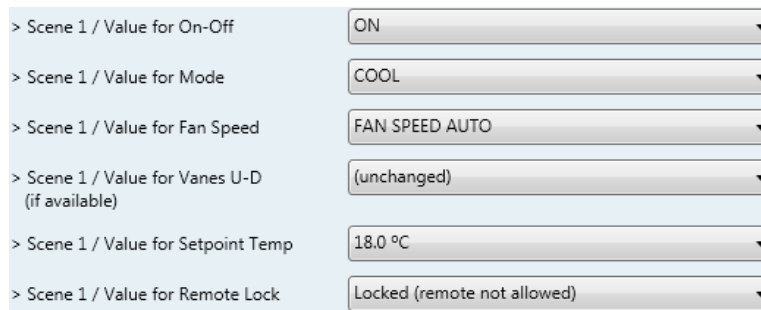 > Scene 1 / Value for On-Off
ON
> Scene 1 / Value for Mode
COOL
> Scene 1 / Value for Fan Speed
FAN SPEED AUTO
> Scene 1 / Value for Vanes U-D
(if available)
(unchanged)
> Scene 1 / Value for Setpoint Temp
18.0 ºC
> Scene 1 / Value for Remote Lock
Locked (remote not allowed)